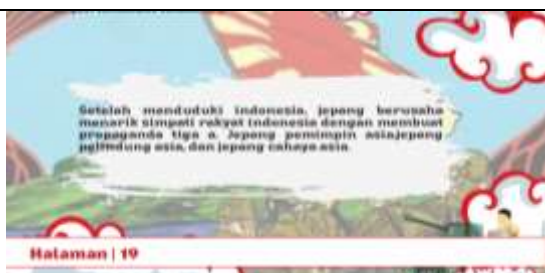 Setelah menduduki indonesia, jepang berusaha
menarik simpati rakyat indonesia dengan membuat
propaganda tiga a. Jepang pemimpin asia,jepang
pelindung asia, dan jepang cahaya asia.
Halaman | 19